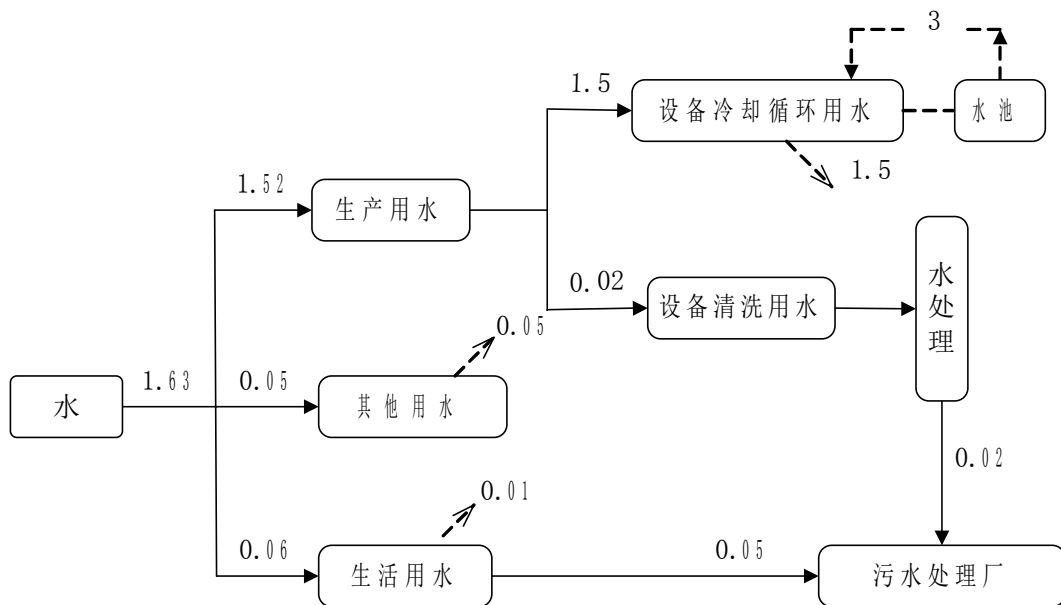 3
1.5
设备冷却循环用水
水池
1.5
1.52
生产用水
0.02
设备清洗用水
水处理
0.05
1.63
0.05
水
其他用水
0.02
0.01
0.06
生活用水
0.05
污水处理厂